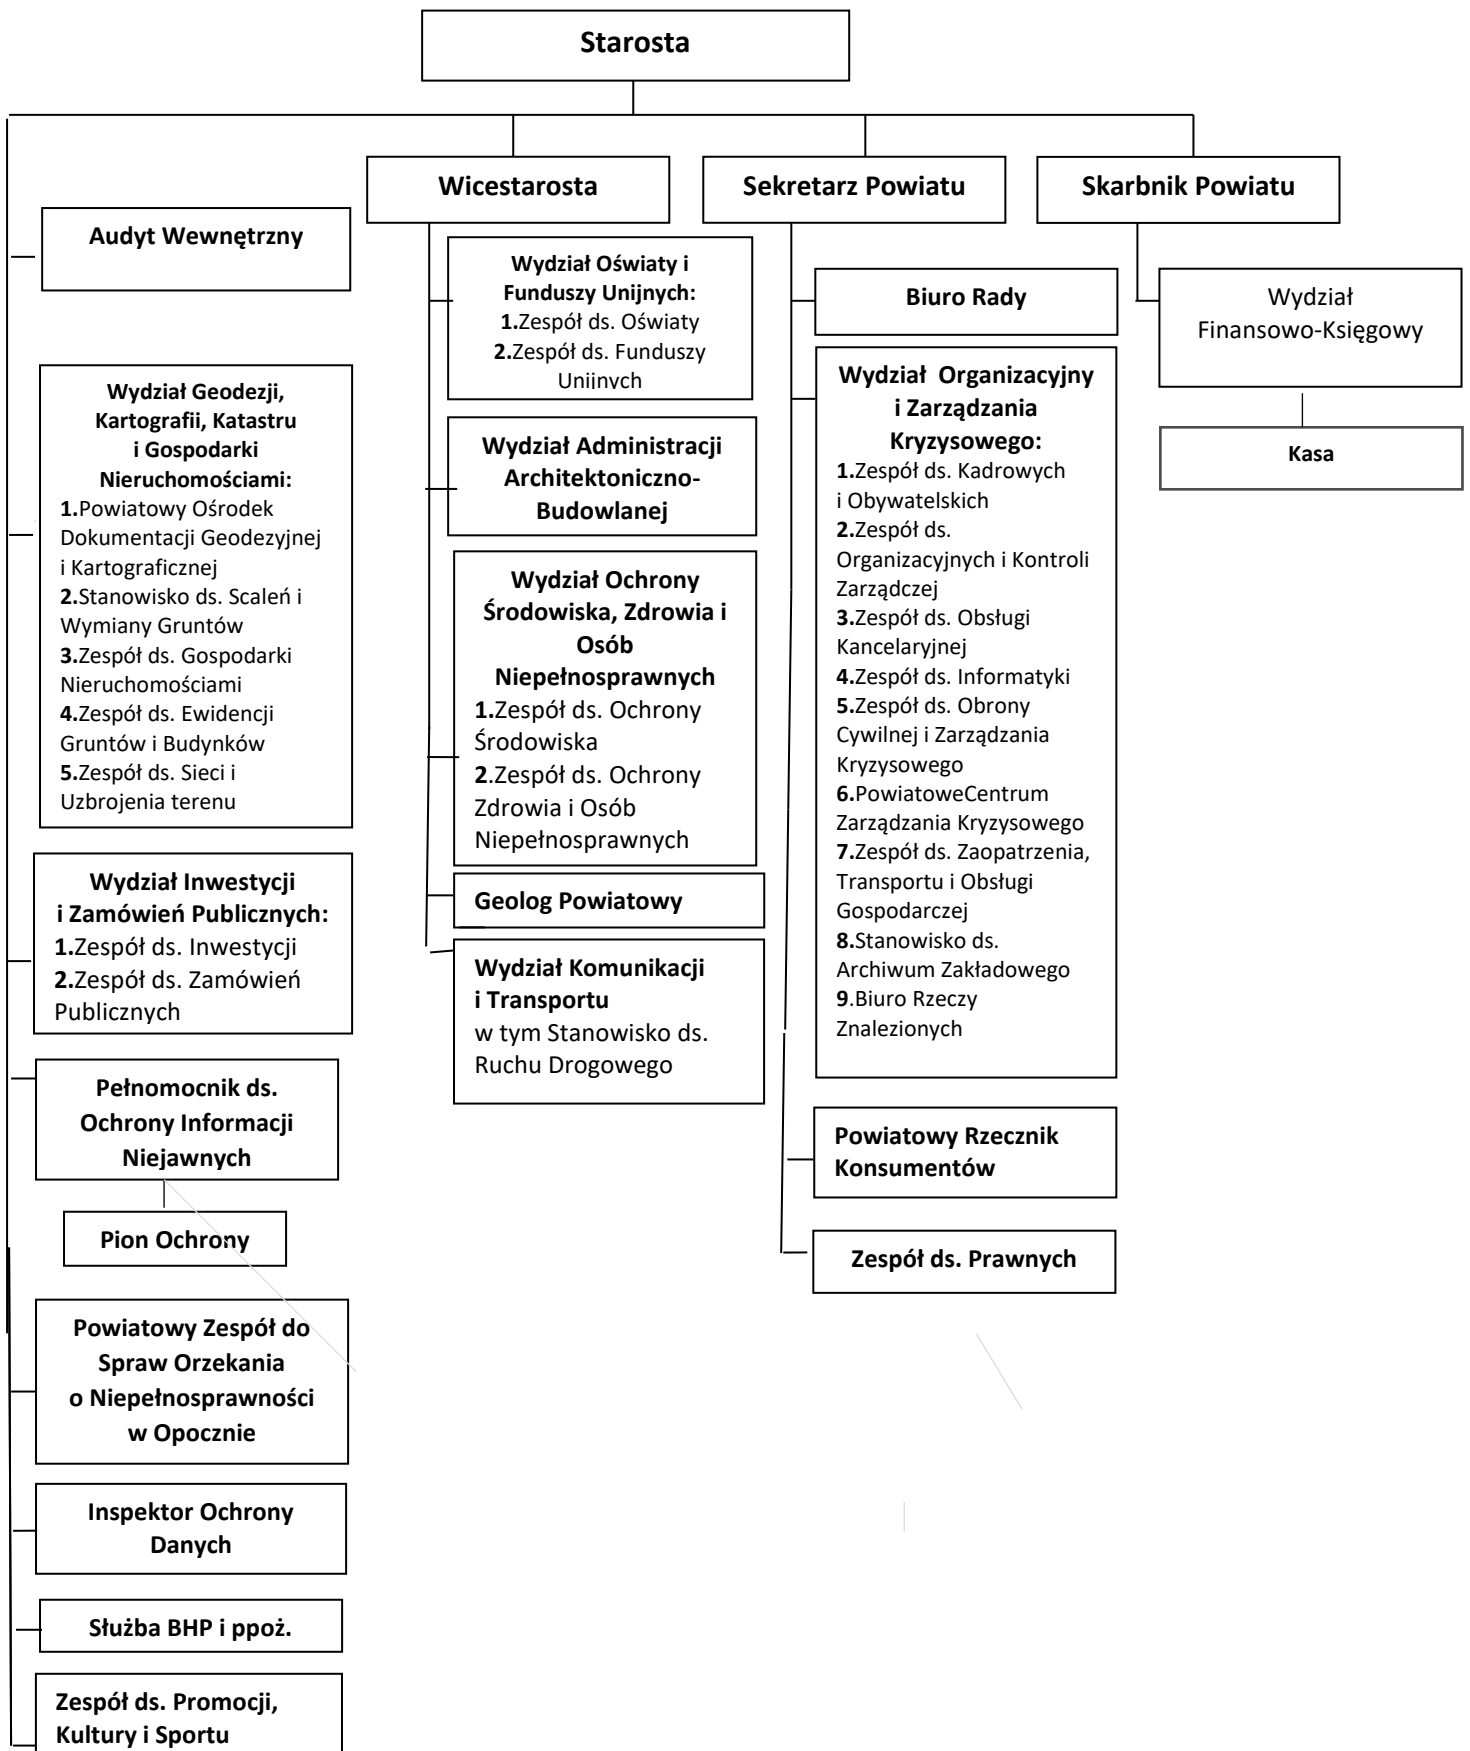 Starosta
Wicestarosta
Sekretarz Powiatu
Skarbnik Powiatu
Audyt Wewnętrzny
Wydział Geodezji,
Kartografii, Katastru
i Gospodarki
Nieruchomościami:
1.Powiatowy Ośrodek
Dokumentacji Geodezyjnej
i Kartograficznej
2.Stanowisko ds. Scaleń i
Wymiany Gruntów
3.Zespół ds. Gospodarki
Nieruchomościami
4.Zespół ds. Ewidencji
Gruntów i Budynków
5.Zespół ds. Sieci i
Uzbrojenia terenu
Wydział Inwestycji
i Zamówień Publicznych:
1.Zespół ds. Inwestycji
2.Zespół ds. Zamówień
Publicznych
Pełnomocnik ds.
Ochrony Informacji
Niejawnych
Pion Ochrony
Powiatowy Zespół do
Spraw Orzekania
o Niepełnosprawności
w Opocznie
Inspektor Ochrony
Danych
Służba BHP i ppoż.
Zespół ds. Promocji,
Kultury i Sportu
Wydział Oświaty i
Funduszy Unijnych:
1.Zespół ds. Oświaty
2.Zespół ds. Funduszy
Unijnych
Wydział Administracji
Architektoniczno-
Budowlanej
Wydział Ochrony
Środowiska, Zdrowia i
Osób
Niepełnosprawnych
1.Zespół ds. Ochrony
Środowiska
2.Zespół ds. Ochrony
Zdrowia i Osób
Niepełnosprawnych
Geolog Powiatowy
Wydział Komunikacji
i Transportu
w tym Stanowisko ds.
Ruchu Drogowego
Biuro Rady
Wydział Organizacyjny
i Zarządzania
Kryzysowego:
1.Zespół ds. Kadrowych
i Obywatelskich
2.Zespół ds.
Organizacyjnych i Kontroli
Zarządczej
3.Zespół ds. Obsługi
Kancelaryjnej
4.Zespół ds. Informatyki
5.Zespół ds. Obrony
Cywilnej i Zarządzania
Kryzysowego
6.PowiatoweCentrum
Zarządzania Kryzysowego
7.Zespół ds. Zaopatrzenia,
Transportu i Obsługi
Gospodarczej
8.Stanowisko ds.
Archiwum Zakładowego
9.Biuro Rzeczy
Znalezionych
Powiatowy Rzecznik
Konsumentów
Zespół ds. Prawnych
Wydział
Finansowo-Księgowy
Kasa